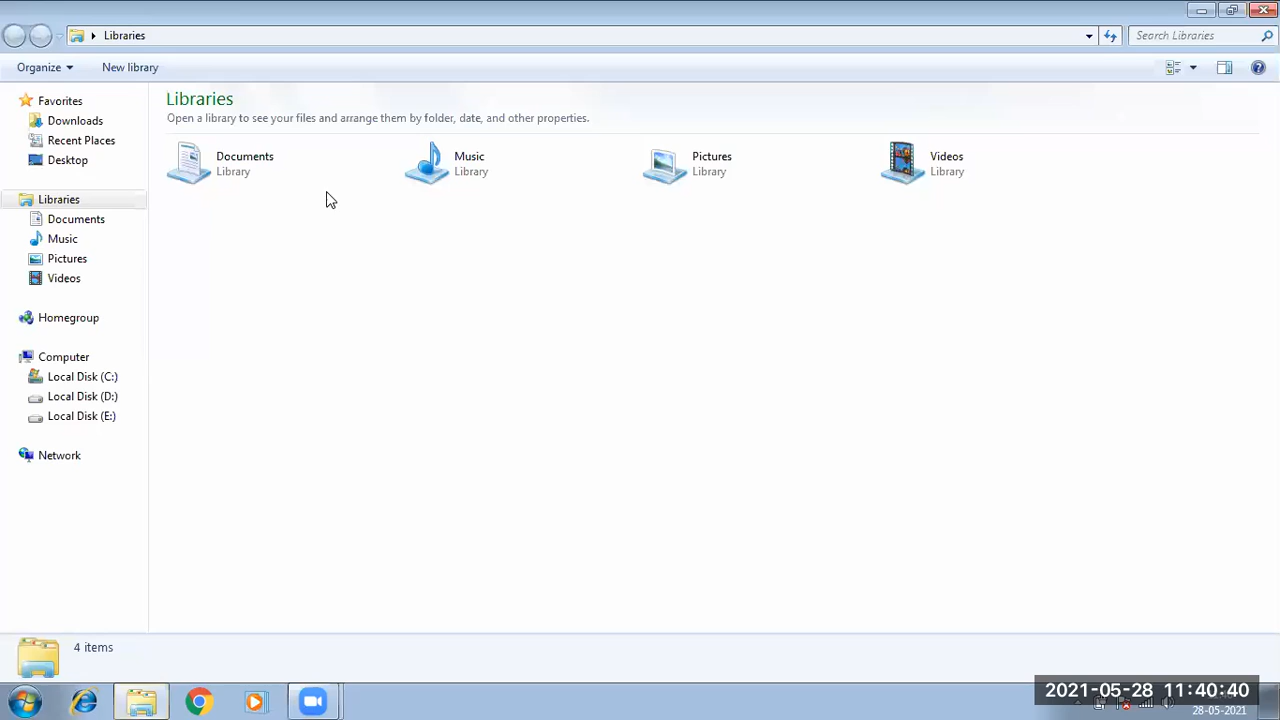 Libraries
Search Libraries
Organize
New library
Favorites
Downloads
Recent Places
Desktop
Libraries
Documents
Music
Pictures
Videos
Homegroup
Computer
Local Disk (C:)
Local Disk (D:)
Local Disk (E:)
Network
Libraries
Open a library to see your files and arrange them by folder, date, and other properties.
Documents
Library
Music
Library
Pictures
Library
Videos
Library
4 items
2021-05-28 11:40:40
28-05-2021